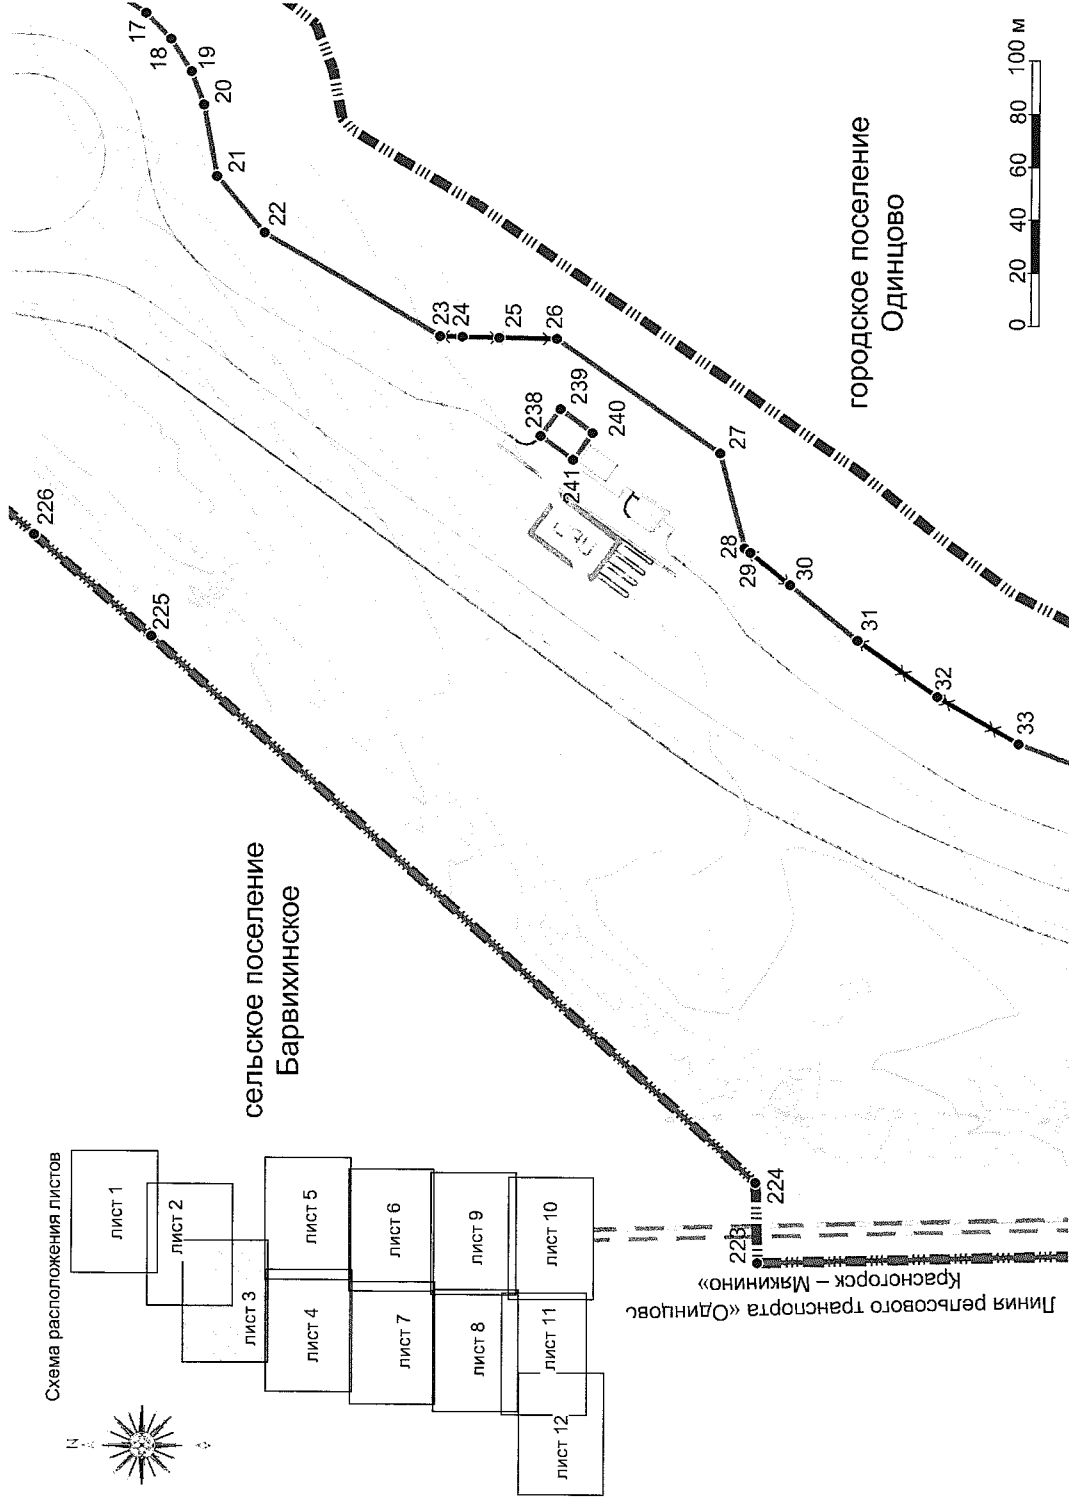 Схема расположения листов
N
лист 1
лист 2
лист 3
лист 5
лист 4
лист 6
лист 7
лист 9
лист 8
лист 10
лист 11
лист 12
сельское поселение
Барвихинское
городское поселение
Одинцово
Линия рельсового транспорта «Одинцово
Красногорск – Мякинино»
17
18
19
20
21
22
23
24
25
26
27
28
29
30
31
32
33
238
239
240
241
226
225
224
223
0 20 40 60 80 100 м